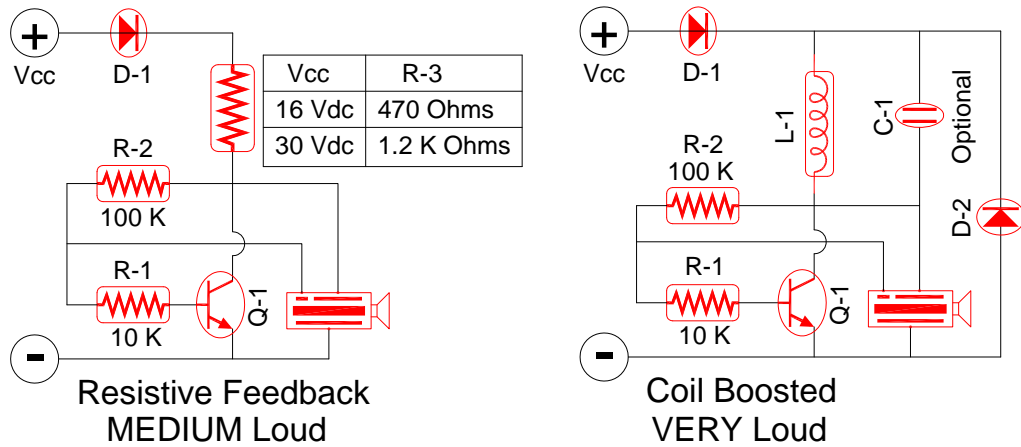 +
Vcc
D-1
Vcc R-3
16 Vdc 470 Ohms
30 Vdc 1.2 K Ohms
R-2
100 K
R-1
10 K
Q-1
-
Resistive Feedback
MEDIUM Loud
+
Vcc
D-1
L-1
C-1
Optional
R-2
100 K
D-2
R-1
10 K
Q-1
-
Coil Boosted
VERY Loud